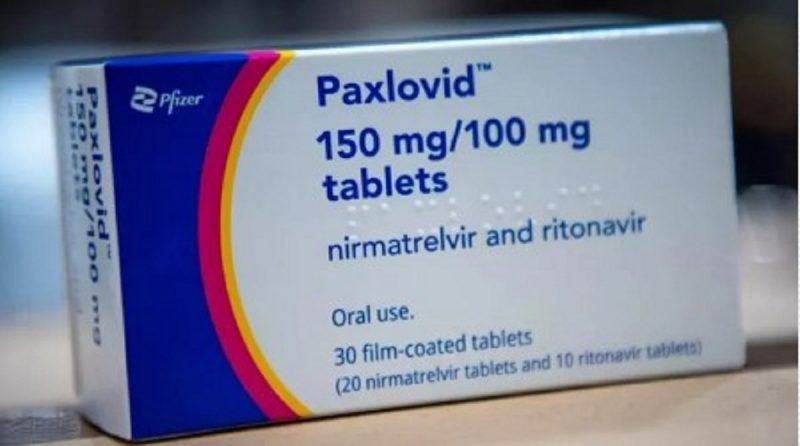 Pfizer
Paxlovid™
150 mg/100 mg
tablets
nirmatrelvir and ritonavir
Oral use.
30 film-coated tablets
(20 nirmatrelvir tablets and 10 ritonavir tablets)
Paxlovid™
150 mg/100 mg
tablets